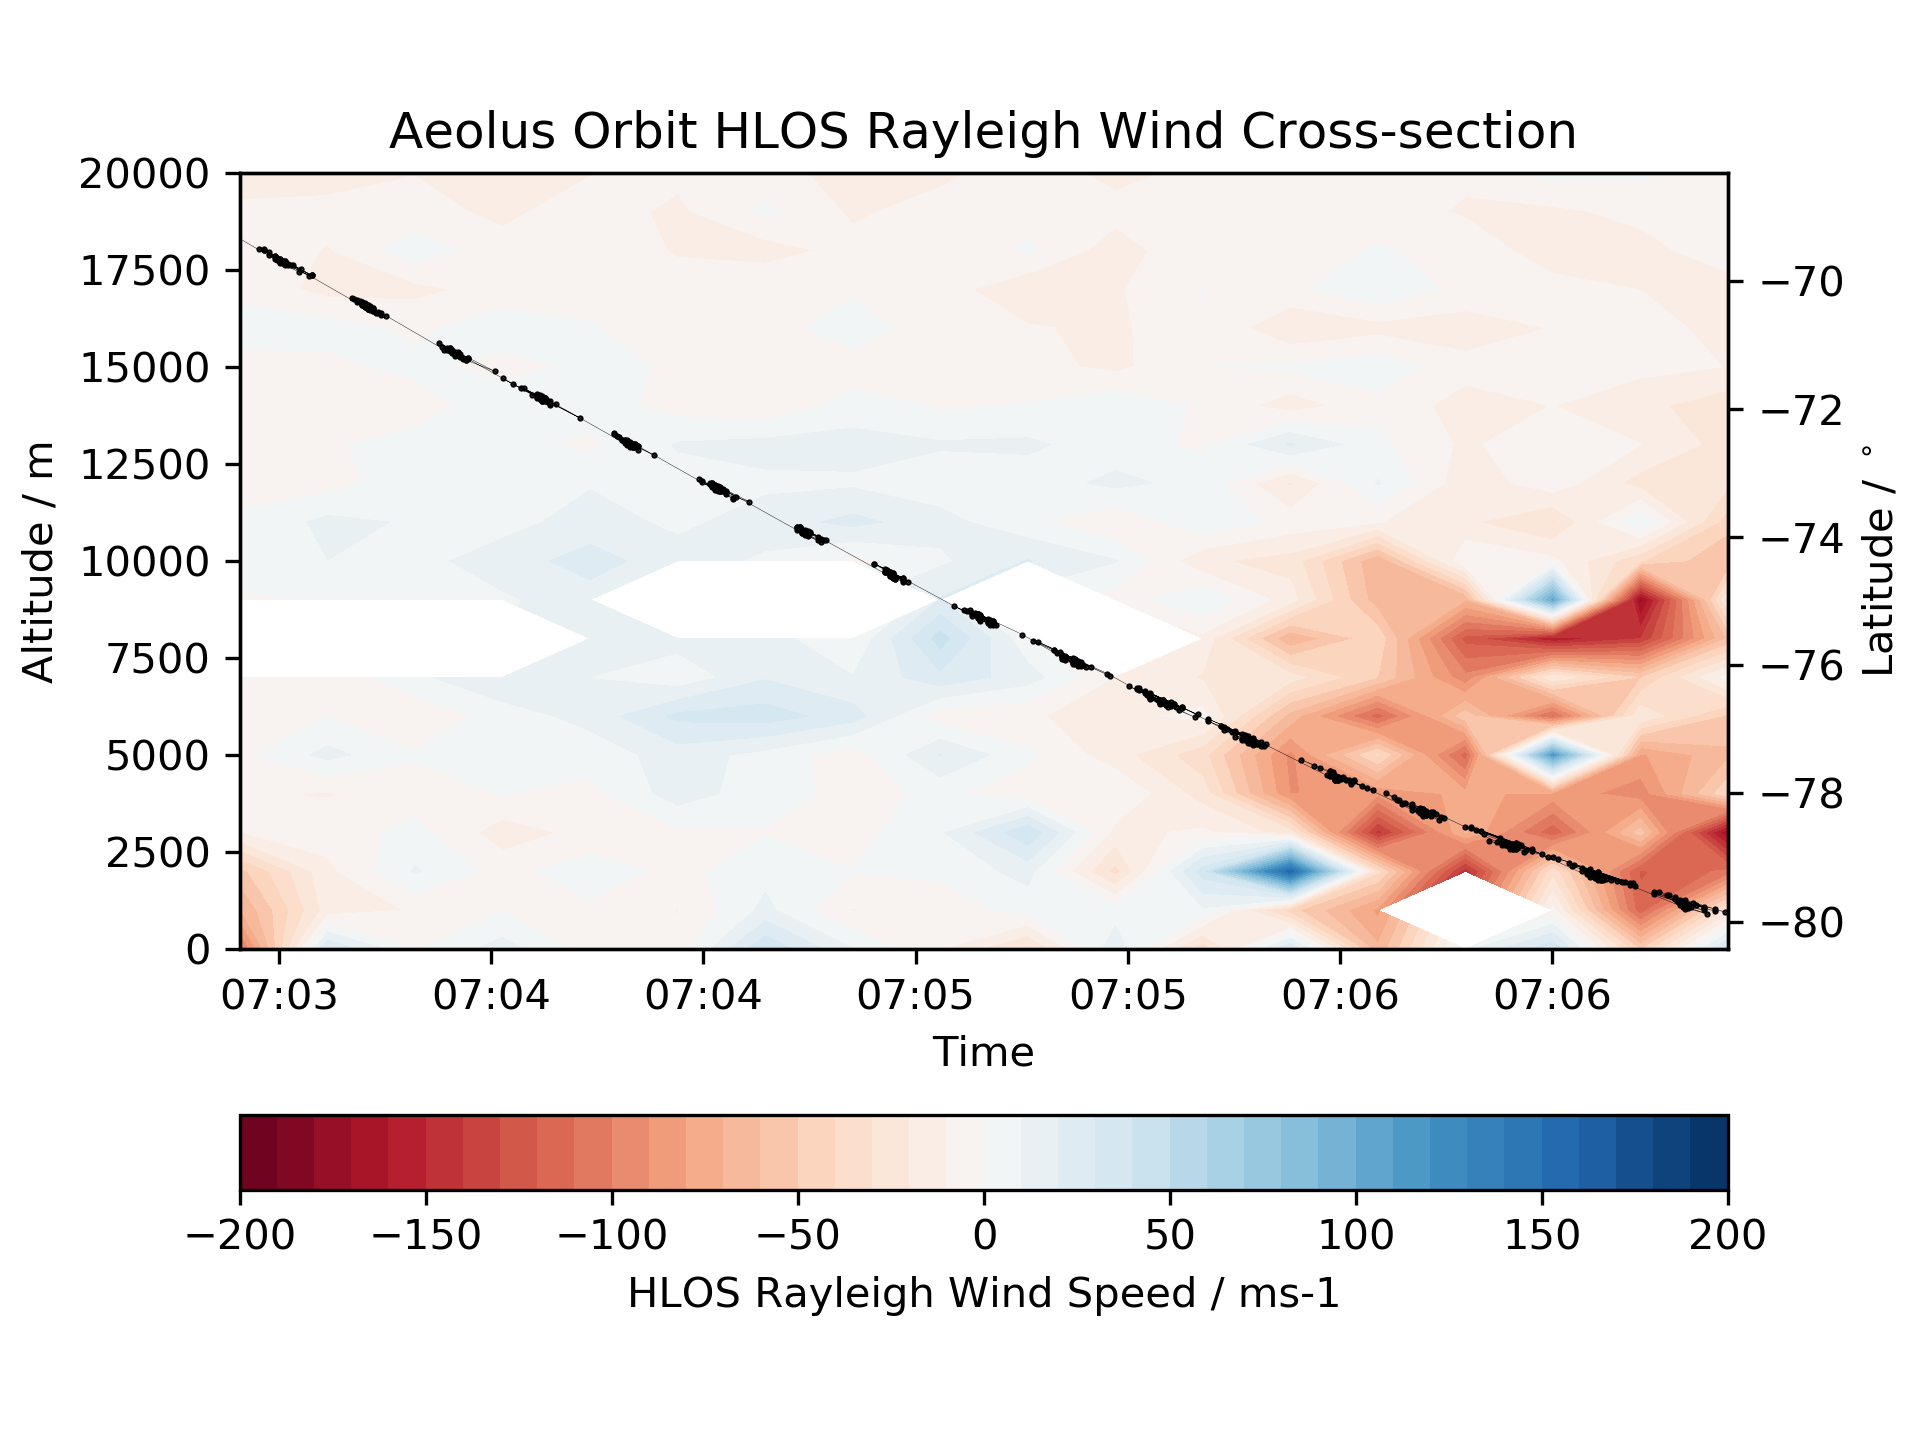 Aeolus Orbit HLOS Rayleigh Wind Cross-section
20000
17500
15000
12500
10000
7500
5000
2500
0
Altitude / m
−70
−72
−74
−76
−78
−80
Latitude / °
07:03 07:04 07:04 07:05 07:05 07:06 07:06
Time
−200 −150 −100 −50 0 50 100 150 200
HLOS Rayleigh Wind Speed / ms-1